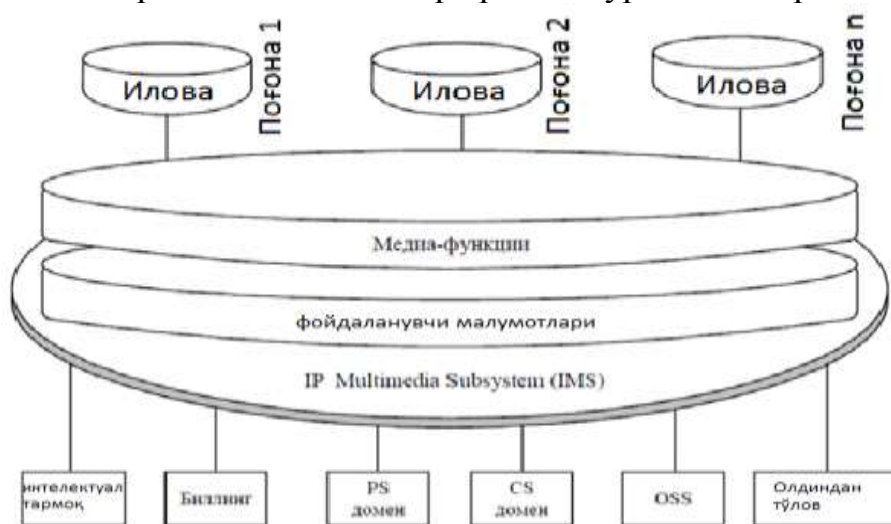 Илова
Поғона 1
Илова
Поғона 2
Илова
Поғона n
Медиа-функции
фойдаланувчи малумотлари
IP Multimedia Subsystem (IMS)
интелектуал
тармоқ
Биллинг
PS
домен
CS
домен
OSS
Олдиндан
тўлов